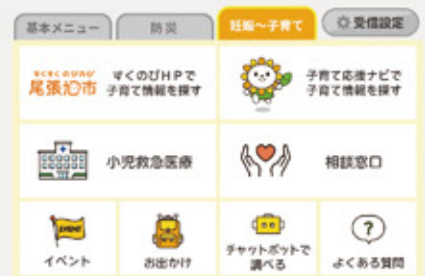 基本メニュー
防災
妊娠～子育て
受信設定
すくすくのびのび
尾張旭市
すくのびHPで
子育て情報を探す
子育て応援ナビで
子育て情報を探す
小児救急医療
相談窓口
EVENT
イベント
お出かけ
チャットボットで
調べる
?
よくある質問